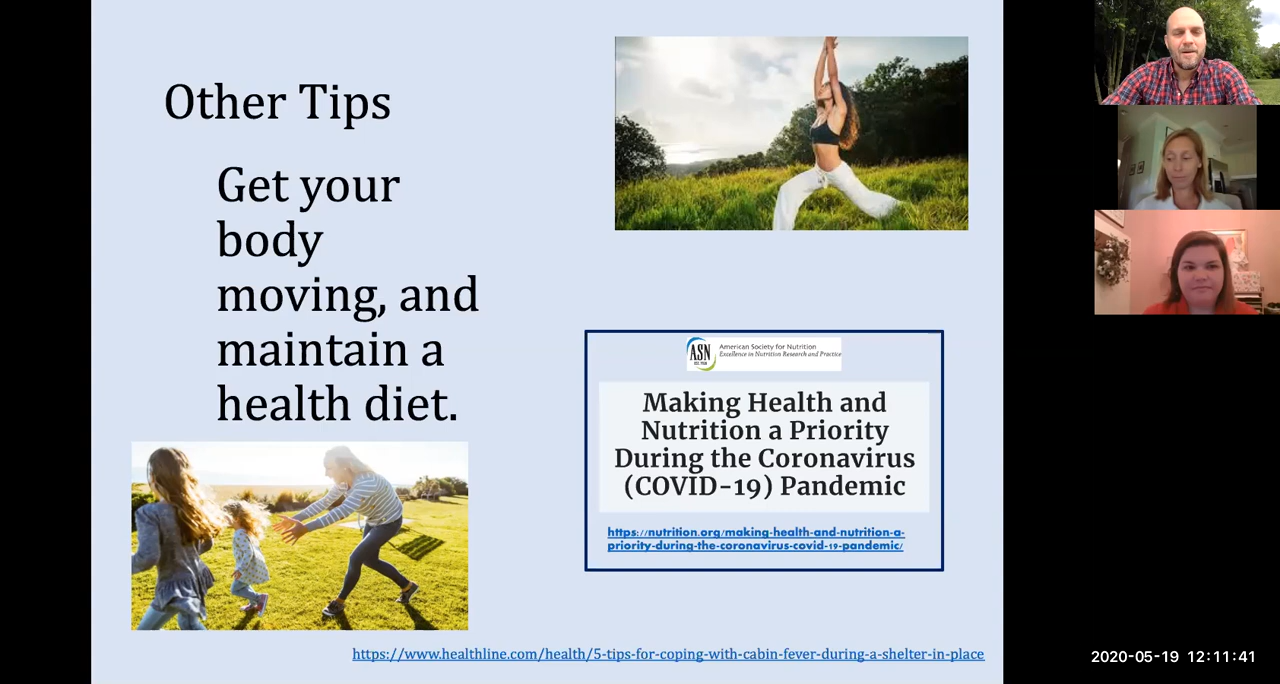 Other Tips
Get your
body
moving, and
maintain a
health diet.
ASN
American Society for Nutrition
Excellence in Nutrition Research and Practice
Making Health and
Nutrition a Priority
During the Coronavirus
(COVID-19) Pandemic
https://nutrition.org/making-health-and-nutrition-a-
priority-during-the-coronavirus-covid-19-pandemic/
https://www.healthline.com/health/5-tips-for-coping-with-cabin-fever-during-a-shelter-in-place
2020-05-19 12:11:41